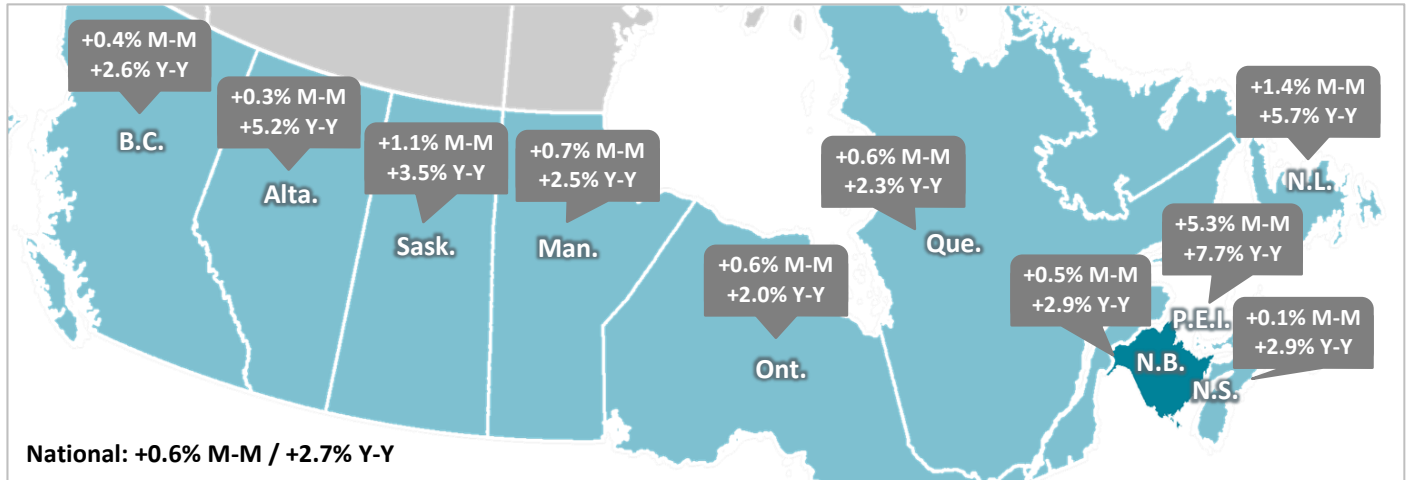 +0.4% M-M
+2.6% Y-Y
B.C.
+0.3% M-M
+5.2% Y-Y
Alta.
+1.1% M-M
+3.5% Y-Y
Sask.
+0.7% M-M
+2.5% Y-Y
Man.
+0.6% M-M
+2.0% Y-Y
Ont.
+0.6% M-M
+2.3% Y-Y
Que.
+1.4% M-M
+5.7% Y-Y
N.L.
+5.3% M-M
+7.7% Y-Y
P.E.I.
+0.5% M-M
+2.9% Y-Y
N.B.
+0.1% M-M
+2.9% Y-Y
N.S.
National: +0.6% M-M / +2.7% Y-Y